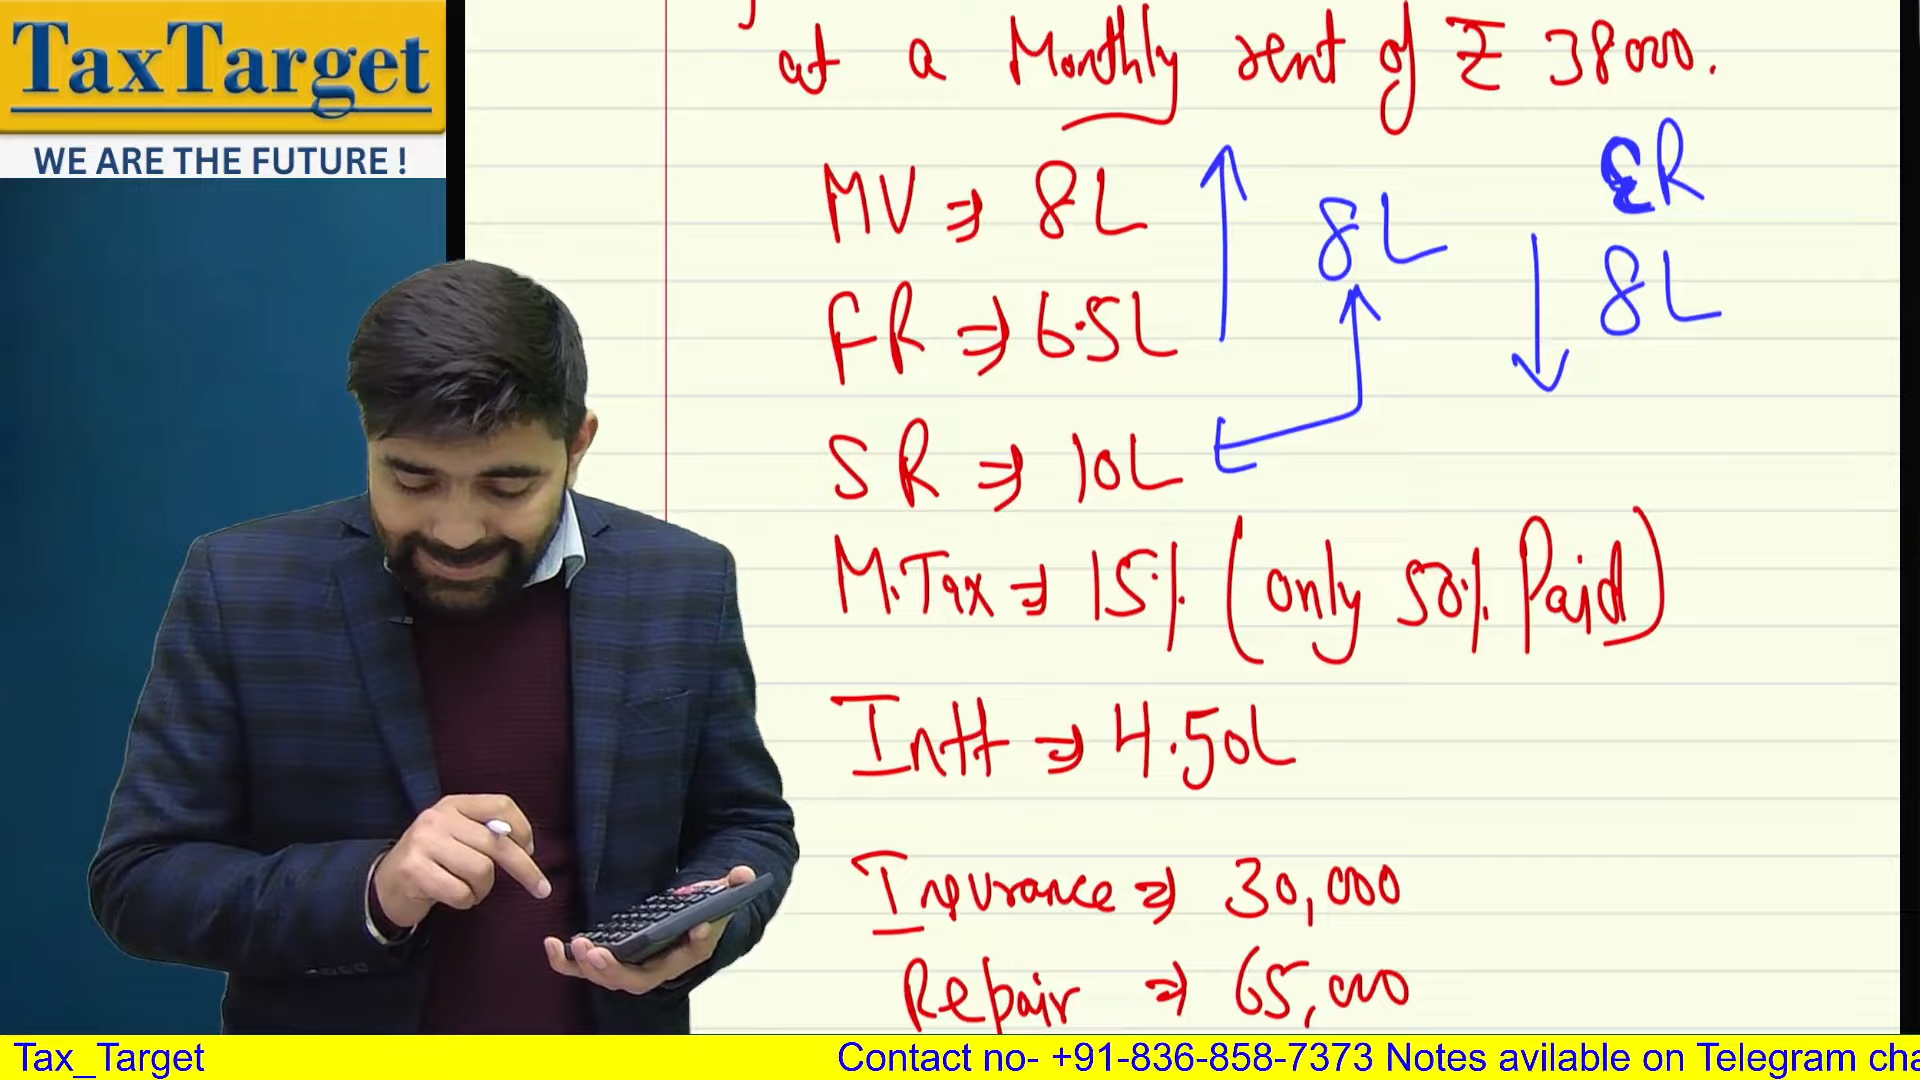 TaxTarget
WE ARE THE FUTURE !
at a Monthly rent of ₹ 38000.
MV ⇒ 8L
8L
ER
8L
FR ⇒ 6.5L
SR ⇒ 10L
M.Tax ⇒ 15% (only 50% Paid)
Intt ⇒ 4.50L
Insurance ⇒ 30,000
Repair ⇒ 65,000
Tax_Target
Contact no- +91-836-858-7373 Notes avilable on Telegram cha